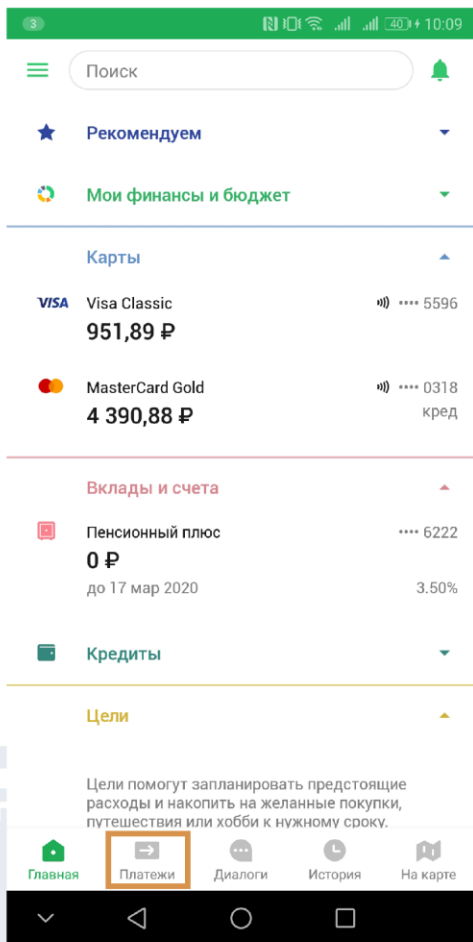 3 40 10:09
Поиск
Рекомендуем
Мои финансы и бюджет
Карты
VISA Visa Classic •••• 5596
951,89 ₽
MasterCard Gold •••• 0318
4 390,88 ₽ кред
Вклады и счета
Пенсионный плюс •••• 6222
0 ₽
до 17 мар 2020 3.50%
Кредиты
Цели
Цели помогут запланировать предстоящие
расходы и накопить на желанные покупки,
путешествия или хобби к нужному сроку.
Главная Платежи Диалоги История На карте